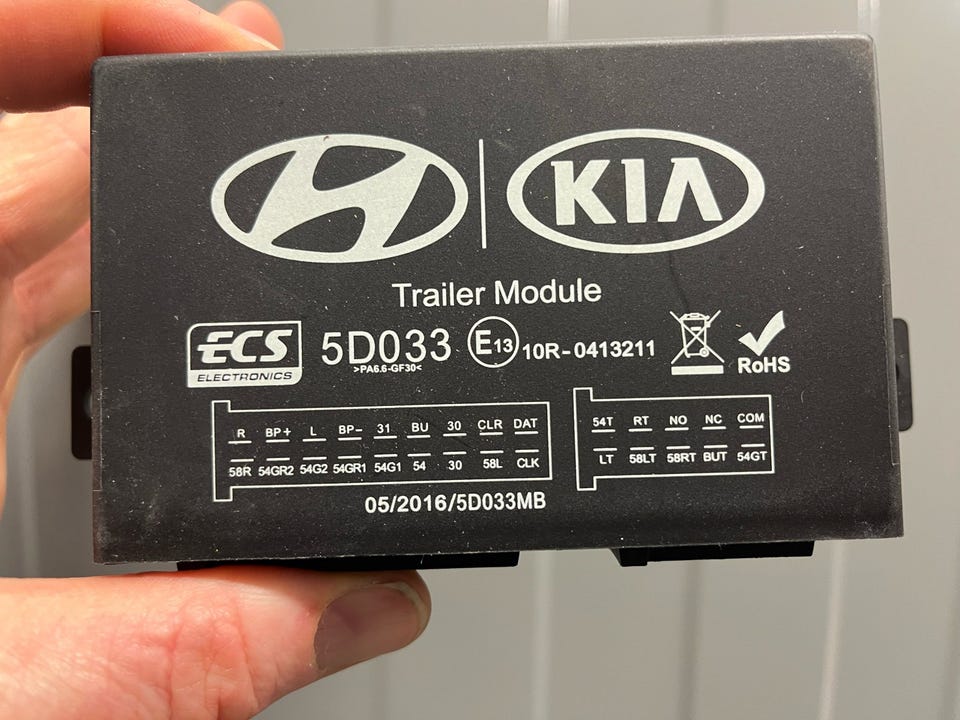 KIA
Trailer Module
ECS
ELECTRONICS
5D033
>PA6.6-GF30<
E13
10R-0413211
RoHS
R BP+ L BP- 31 BU 30 CLR DAT
58R 54GR2 54G2 54GR1 54G1 54 30 58L CLK
54T RT NO NC COM
LT 58LT 58RT BUT 54GT
05/2016/5D033MB